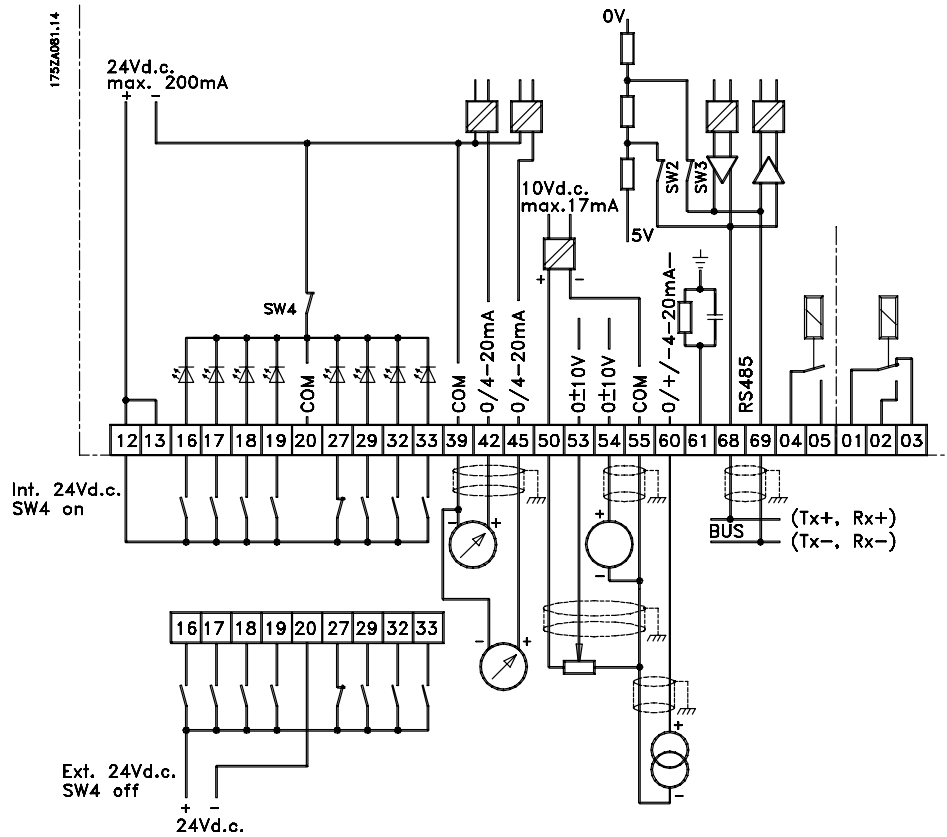 175ZA081.14
0V
24Vd.c.
max. 200mA
+ −
SW2
SW3
10Vd.c.
max.17mA
5V
+ −
SW4
COM
COM
0/4-20mA
0/4-20mA
0±10V
0±10V
COM
0/+/-4-20mA-
RS485
12 13 16 17 18 19 20 27 29 32 33 39 42 45 50 53 54 55 60 61 68 69 04 05 01 02 03
Int. 24Vd.c.
SW4 on
− +
+
−
BUS
(Tx+, Rx+)
(Tx-, Rx-)
16 17 18 19 20 27 29 32 33
− +
+
−
Ext. 24Vd.c.
SW4 off
+ −
24Vd.c.